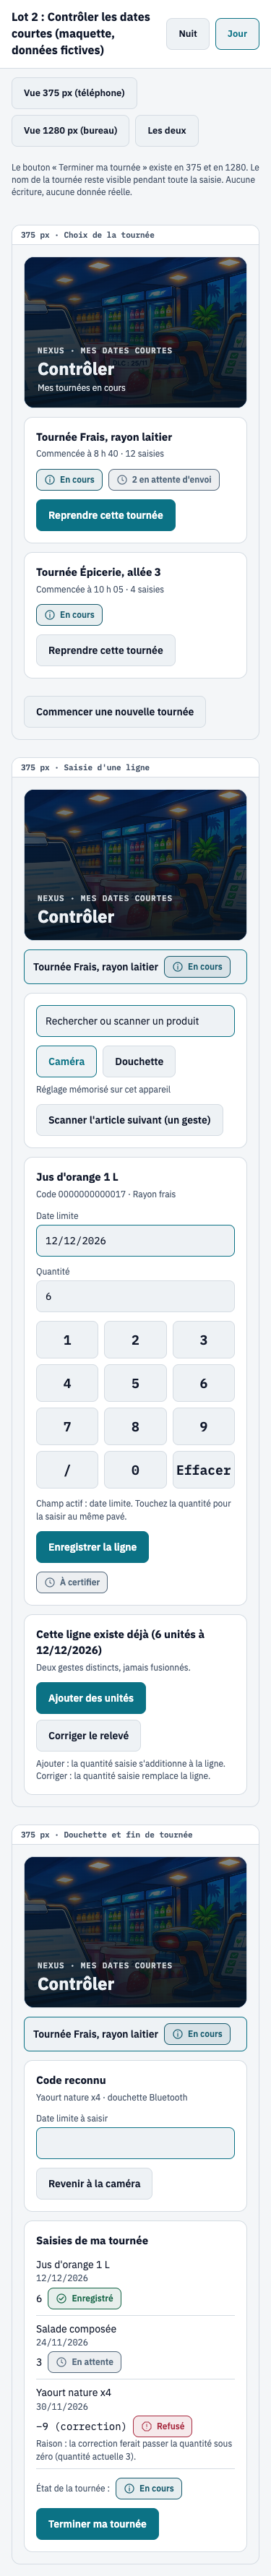 Lot 2 : Contrôler les dates
courtes (maquette,
données fictives)
Nuit
Jour
Vue 375 px (téléphone)
Vue 1280 px (bureau)
Les deux
Le bouton « Terminer ma tournée » existe en 375 et en 1280. Le
nom de la tournée reste visible pendant toute la saisie. Aucune
écriture, aucune donnée réelle.
375 px · Choix de la tournée
NEXUS · MES DATES COURTES
Contrôler
Mes tournées en cours
Tournée Frais, rayon laitier
Commencée à 8 h 40 · 12 saisies
En cours
2 en attente d'envoi
Reprendre cette tournée
Tournée Épicerie, allée 3
Commencée à 10 h 05 · 4 saisies
En cours
Reprendre cette tournée
Commencer une nouvelle tournée
375 px · Saisie d'une ligne
NEXUS · MES DATES COURTES
Contrôler
Tournée Frais, rayon laitier
En cours
Rechercher ou scanner un produit
Caméra
Douchette
Réglage mémorisé sur cet appareil
Scanner l'article suivant (un geste)
Jus d'orange 1 L
Code 0000000000017 · Rayon frais
Date limite
12/12/2026
Quantité
6
1 2 3
4 5 6
7 8 9
/ 0 Effacer
Champ actif : date limite. Touchez la quantité pour
la saisir au même pavé.
Enregistrer la ligne
À certifier
Cette ligne existe déjà (6 unités à
12/12/2026)
Deux gestes distincts, jamais fusionnés.
Ajouter des unités
Corriger le relevé
Ajouter : la quantité saisie s'additionne à la ligne.
Corriger : la quantité saisie remplace la ligne.
375 px · Douchette et fin de tournée
NEXUS · MES DATES COURTES
Contrôler
Tournée Frais, rayon laitier
En cours
Code reconnu
Yaourt nature x4 · douchette Bluetooth
Date limite à saisir
Revenir à la caméra
Saisies de ma tournée
Jus d'orange 1 L
12/12/2026
6 Enregistré
Salade composée
24/11/2026
3 En attente
Yaourt nature x4
30/11/2026
−9 (correction) Refusé
Raison : la correction ferait passer la quantité sous
zéro (quantité actuelle 3).
État de la tournée : En cours
Terminer ma tournée